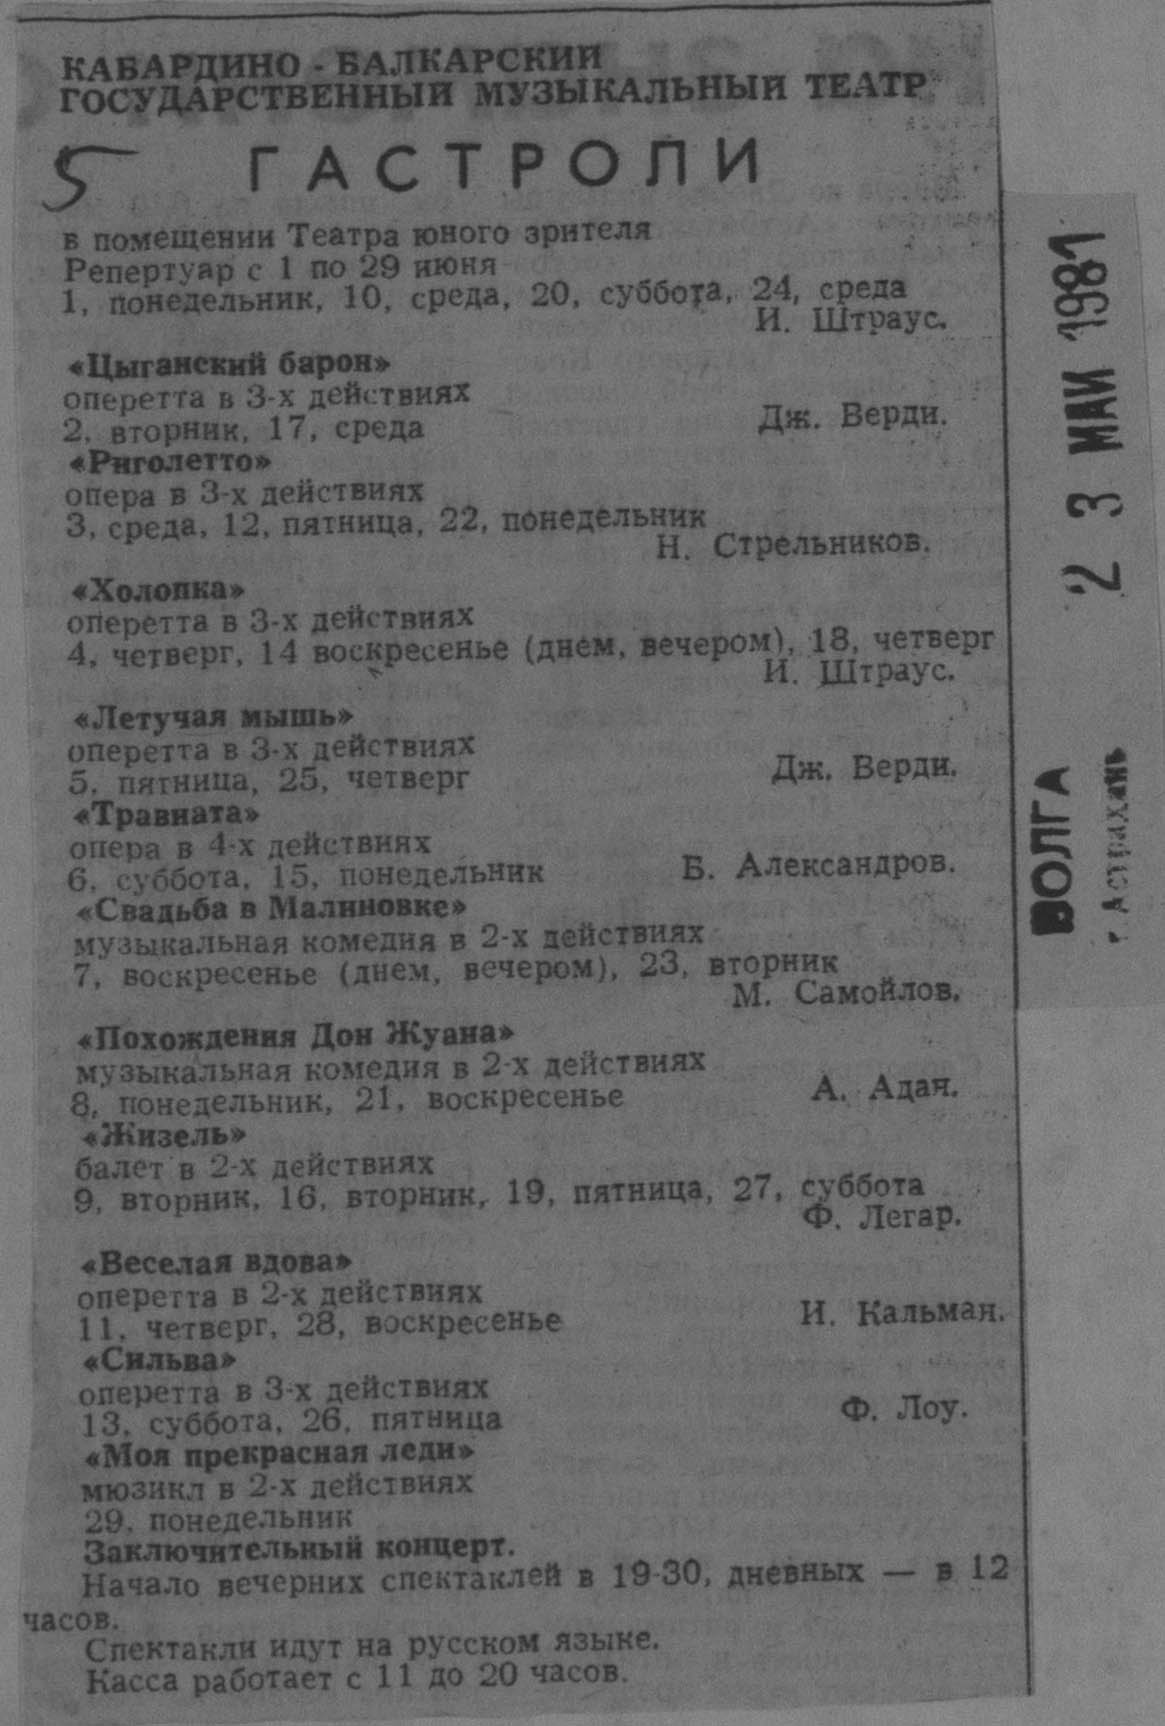 КАБАРДИНО - БАЛКАРСКИЙ
ГОСУДАРСТВЕННЫЙ МУЗЫКАЛЬНЫЙ ТЕАТР
5 ГАСТРОЛИ
в помещении Театра юного зрителя
Репертуар с 1 по 29 июня
1, понедельник, 10, среда, 20, суббота, 24, среда
И. Штраус.
«Цыганский барон»
оперетта в 3-х действиях
2, вторник, 17, среда Дж. Верди.
«Риголетто»
опера в 3-х действиях
3, среда, 12, пятница, 22, понедельник
Н. Стрельников.
«Холопка»
оперетта в 3-х действиях
4, четверг, 14 воскресенье (днем, вечером), 18, четверг
И. Штраус.
«Летучая мышь»
оперетта в 3-х действиях
5, пятница, 25, четверг Дж. Верди.
«Травиата»
опера в 4-х действиях
6, суббота, 15, понедельник Б. Александров.
«Свадьба в Малиновке»
музыкальная комедия в 2-х действиях
7, воскресенье (днем, вечером), 23, вторник
М. Самойлов.
«Похождения Дон Жуана»
музыкальная комедия в 2-х действиях
8, понедельник, 21, воскресенье А. Адан.
«Жизель»
балет в 2-х действиях
9, вторник, 16, вторник, 19, пятница, 27, суббота
Ф. Легар.
«Веселая вдова»
оперетта в 2-х действиях
11, четверг, 28, воскресенье И. Кальман.
«Сильва»
оперетта в 3-х действиях
13, суббота, 26, пятница Ф. Лоу.
«Моя прекрасная леди»
мюзикл в 2-х действиях
29, понедельник
Заключительный концерт.
Начало вечерних спектаклей в 19-30, дневных — в 12
часов.
Спектакли идут на русском языке.
Касса работает с 11 до 20 часов.
ВОЛГА 2 3 МАЙ 1981
г. Астрахань